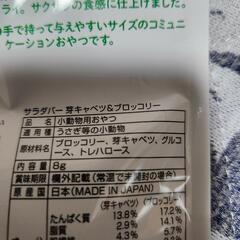 ライ。サクサクの食感に仕上げました。
の手で持って与えやすいサイズのコミュニ
ケーションおやつです。
サラダバー 芽キャベツ&ブロッコリー
品名 小動物用おやつ
適用種 うさぎ等の小動物
原材料 ブロッコリー、芽キャベツ、グルコース、トレハロース
内容量 8g
賞味期限 欄外記載(常温で未開封の場合)
原産国 日本(MADE IN JAPAN)
(芽キャベツ) (ブロッコリー
たんぱく質 13.8% 17.2%
脂質 2.9% 14.1
4.3%